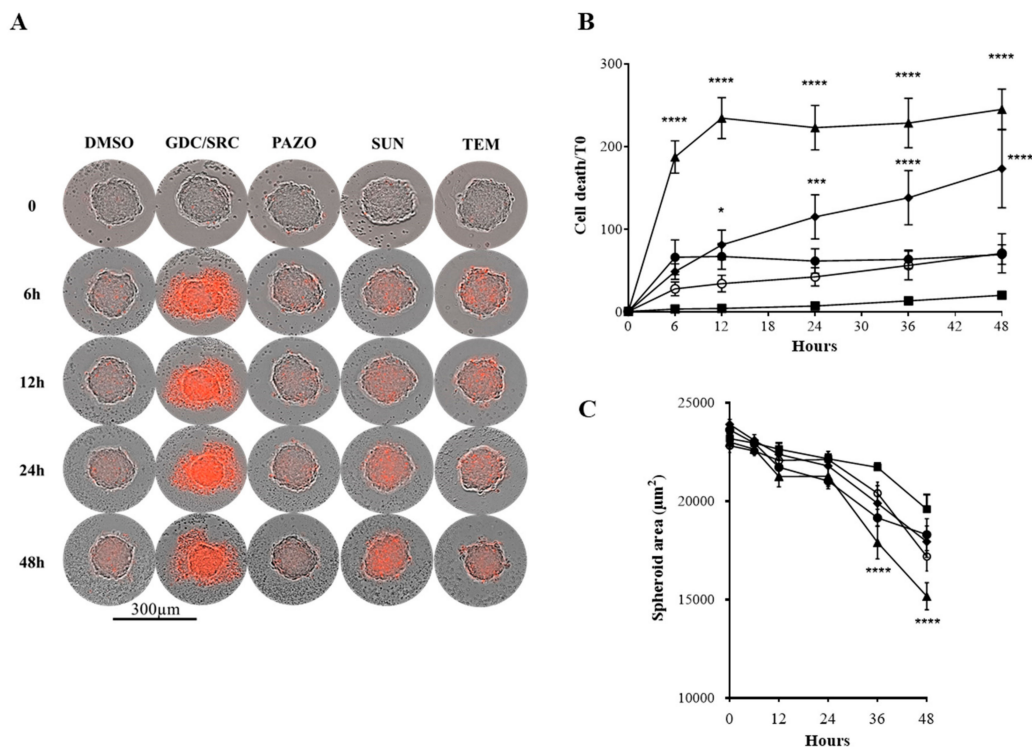 A
DMSO GDC/SRC PAZO SUN TEM
0
6h
12h
24h
48h
300µm
B
Cell death/T0
300
200
100
0
**** **** **** **** ****
* *** **** ****
0 6 12 18 24 30 36 42 48
Hours
C
Spheroid area (µm²)
25000
20000
15000
10000
****
****
0 12 24 36 48
Hours